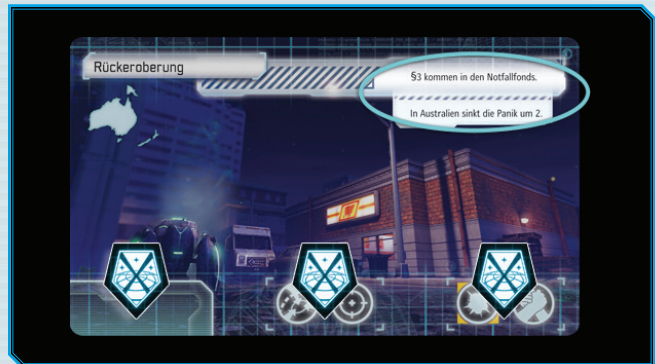 Rückeroberung
§3 kommen in den Notfallfonds.
In Australien sinkt die Panik um 2.